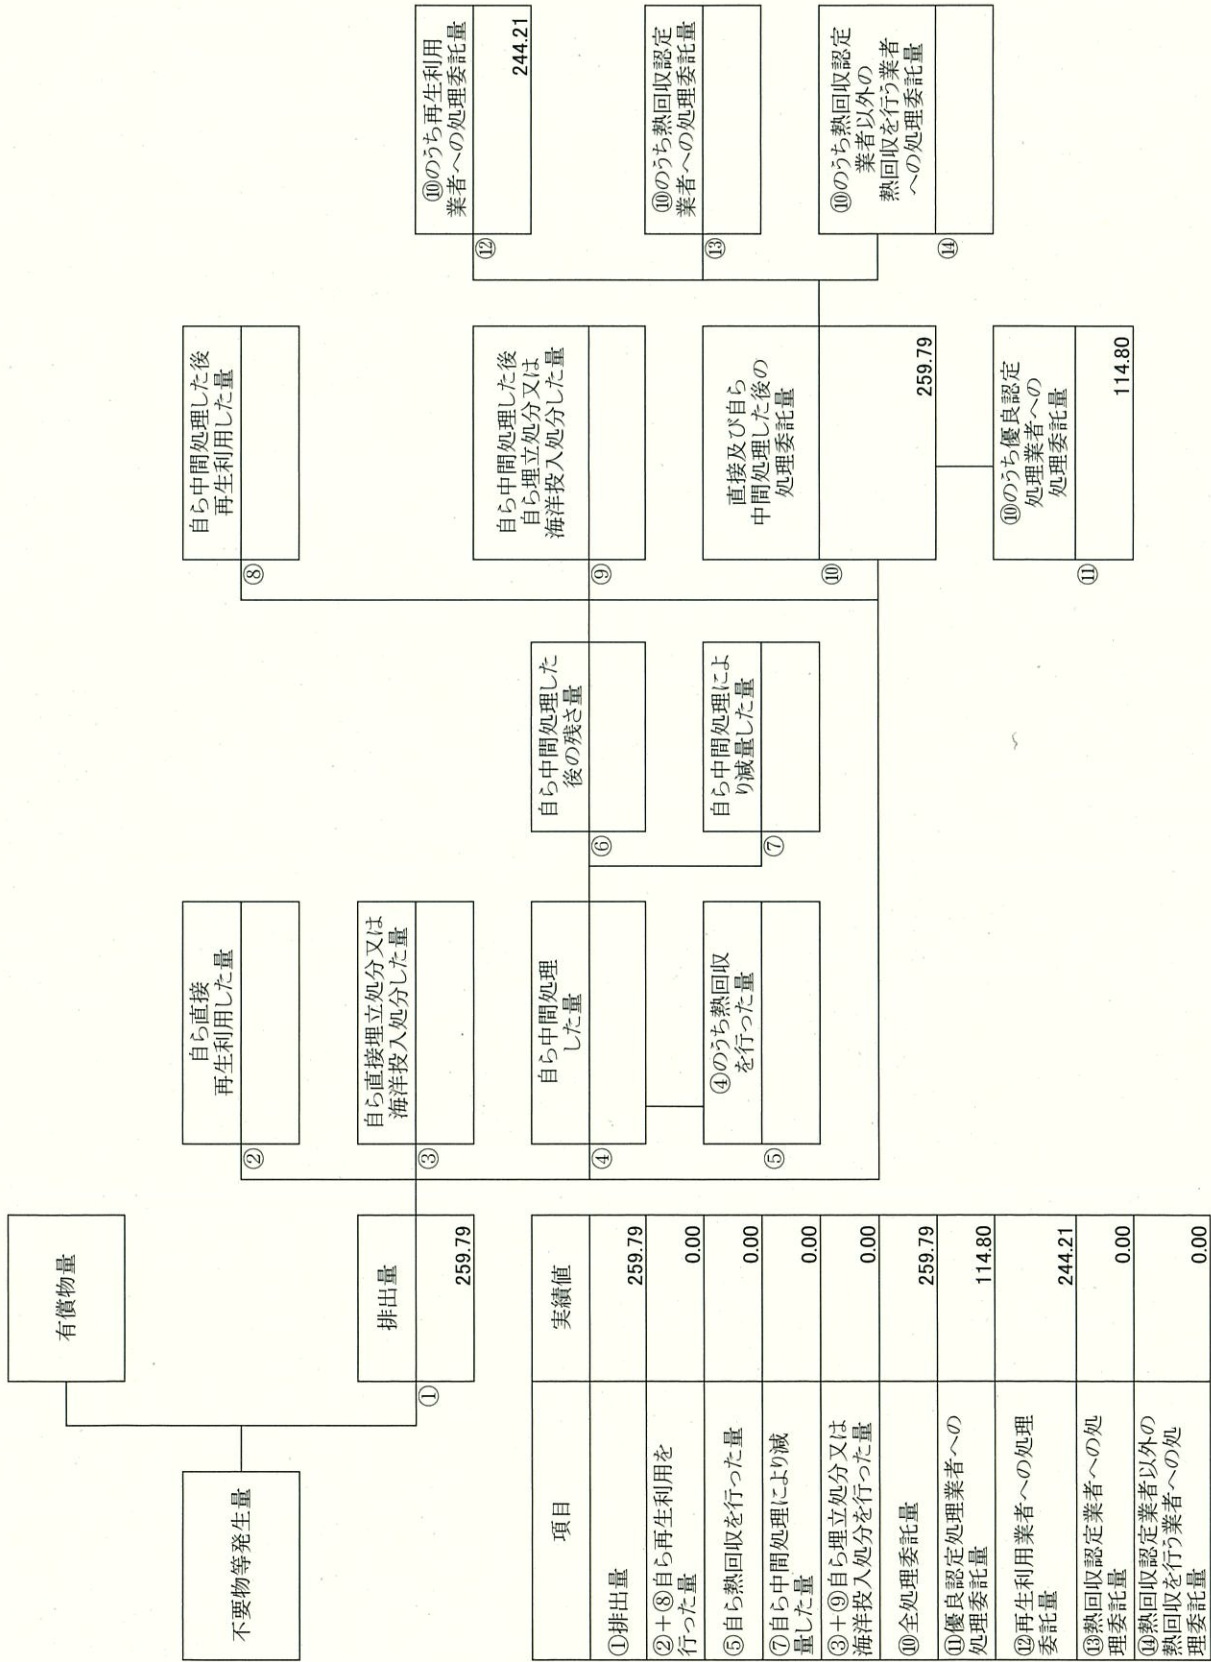 不要物等発生量
有償物量
排出量
①
259.79
自ら直接
再生利用した量
②
自ら直接埋立処分又は
海洋投入処分した量
③
自ら中間処理
した量
④
④のうち熱回収
を行った量
⑤
自ら中間処理した
後の残さ量
⑥
自ら中間処理によ
り減量した量
⑦
自ら中間処理した後
再生利用した量
⑧
自ら中間処理した後
自ら埋立処分又は
海洋投入処分した量
⑨
直接及び自ら
中間処理した後の
処理委託量
⑩
259.79
⑩のうち優良認定
処理業者への
処理委託量
⑪
114.80
⑩のうち再生利用
業者への処理委託量
⑫
244.21
⑩のうち熱回収認定
業者への処理委託量
⑬
⑩のうち熱回収認定
業者以外の
熱回収を行う業者
への処理委託量
⑭
項目 実績値
①排出量 259.79
②+⑧自ら再生利用を
行った量 0.00
⑤自ら熱回収を行った量 0.00
⑦自ら中間処理により減
量した量 0.00
③+⑨自ら埋立処分又は
海洋投入処分を行った量 0.00
⑩全処理委託量 259.79
⑪優良認定処理業者への
処理委託量 114.80
⑫再生利用業者への処理
委託量 244.21
⑬熱回収認定業者への処
理委託量 0.00
⑭熱回収認定業者以外の
熱回収を行う業者への処
理委託量 0.00